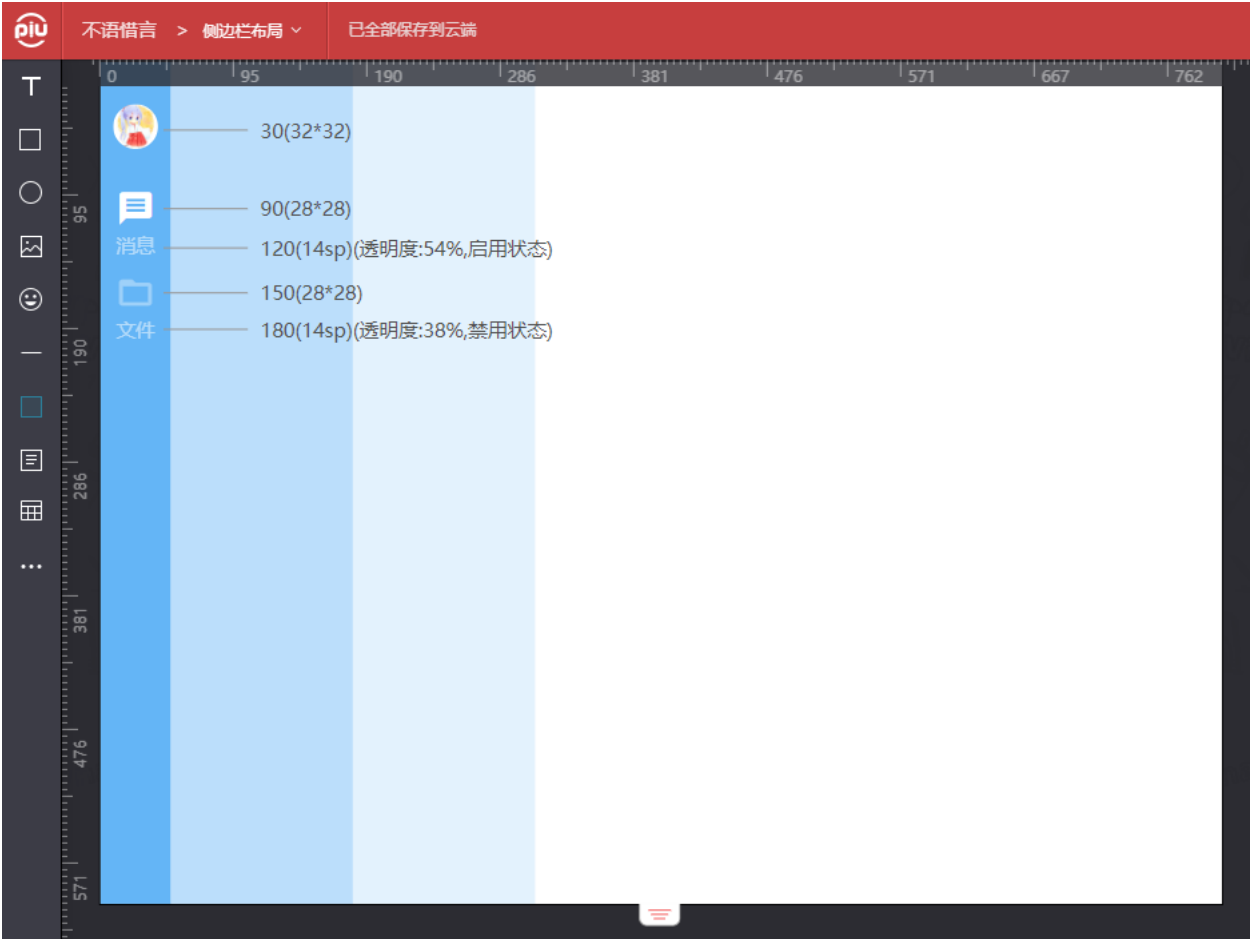 piu 不语惜言 > 侧边栏布局 已全部保存到云端
T
0 95 190 286 381 476 571 667 762
30(32*32)
90(28*28)
消息 120(14sp)(透明度:54%,启用状态)
150(28*28)
文件 180(14sp)(透明度:38%,禁用状态)
95
190
286
381
476
571